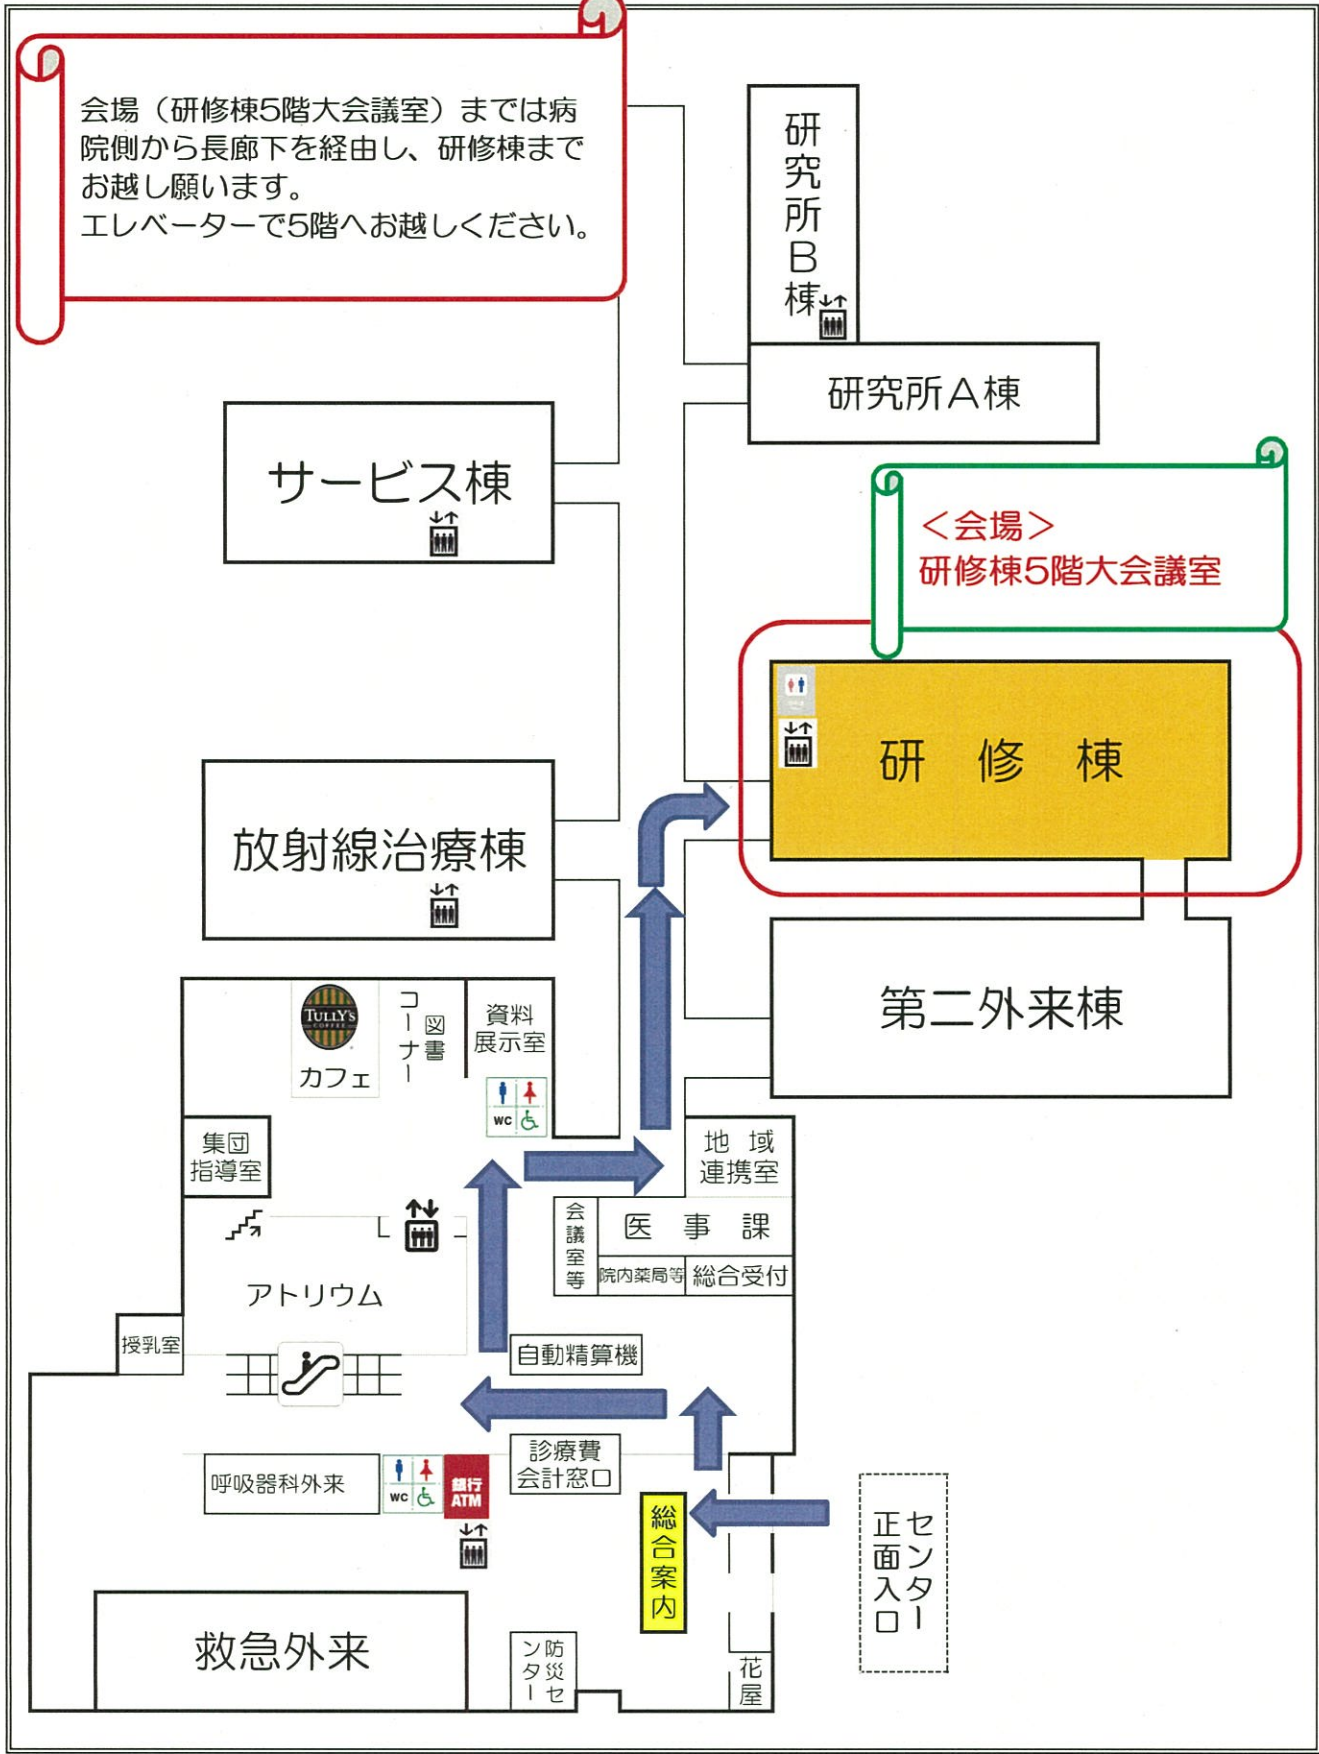 会場（研修棟5階大会議室）までは病
院側から長廊下を経由し、研修棟まで
お越し願います。
エレベーターで5階へお越しください。
研究所B棟
研究所A棟
サービス棟
＜会場＞
研修棟5階大会議室
研 修 棟
放射線治療棟
第二外来棟
TULLY'S
COFFEE
カフェ
図書
コーナー
資料
展示室
WC
集団
指導室
地 域
連携室
会議室等
医 事 課
院内薬局等
総合受付
アトリウム
授乳室
自動精算機
診療費
会計窓口
呼吸器科外来
WC
銀行
ATM
総合案内
センター
正面入口
救急外来
防災セ
ンター
花屋